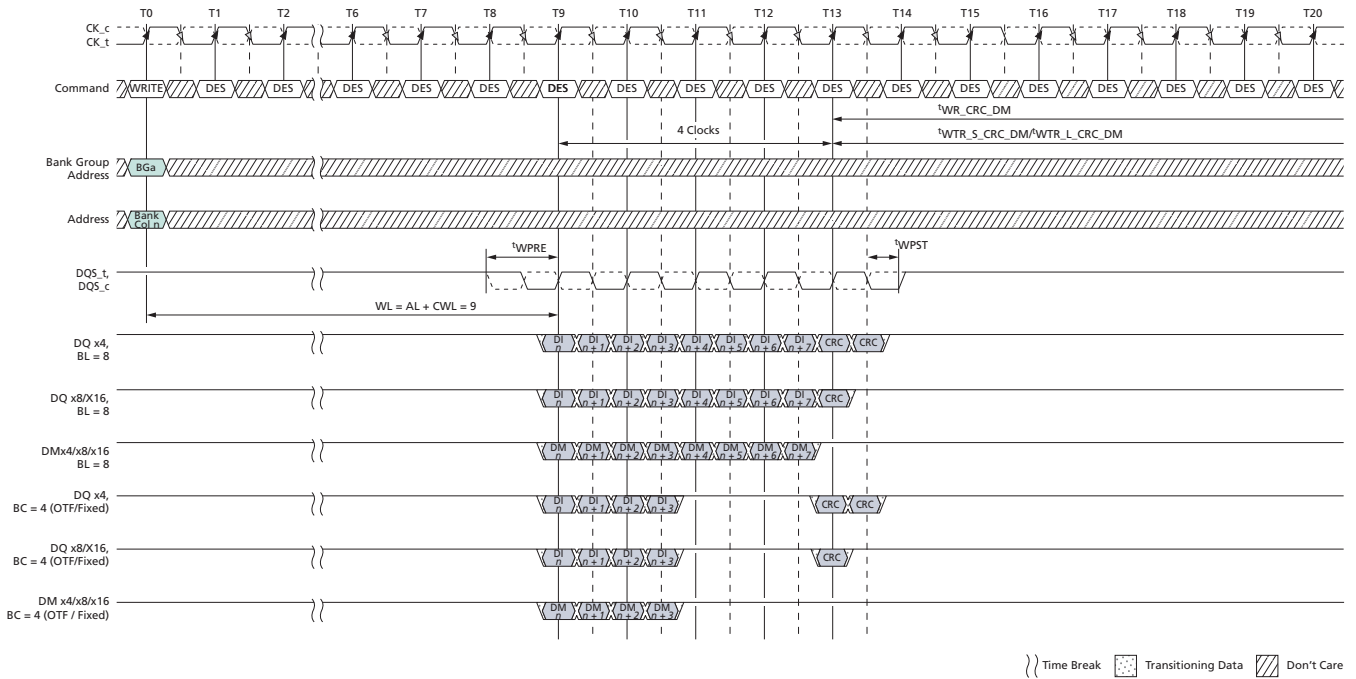 T0 T1 T2 T6 T7 T8 T9 T10 T11 T12 T13 T14 T15 T16 T17 T18 T19 T20
CK_c
CK_t
Command WRITE DES DES DES DES DES DES DES DES DES DES DES DES DES DES DES DES DES
tWR_CRC_DM
4 Clocks tWTR_S_CRC_DM/tWTR_L_CRC_DM
Bank Group
Address
BGa
Address
Bank
Col n
tWPRE tWPST
DQS_t,
DQS_c
WL = AL + CWL = 9
DQ x4,
BL = 8
DI n DI n + 1 DI n + 2 DI n + 3 DI n + 4 DI n + 5 DI n + 6 DI n + 7 CRC CRC
DQ x8/X16,
BL = 8
DI n DI n + 1 DI n + 2 DI n + 3 DI n + 4 DI n + 5 DI n + 6 DI n + 7 CRC
DMx4/x8/x16
BL = 8
DM n DM n + 1 DM n + 2 DM n + 3 DM n + 4 DM n + 5 DM n + 6 DM n + 7
DQ x4,
BC = 4 (OTF/Fixed)
DI n DI n + 1 DI n + 2 DI n + 3 CRC CRC
DQ x8/X16,
BC = 4 (OTF/Fixed)
DI n DI n + 1 DI n + 2 DI n + 3 CRC
DM x4/x8/x16
BC = 4 (OTF / Fixed)
DM n DM n + 1 DM n + 2 DM n + 3
Time Break Transitioning Data Don't Care